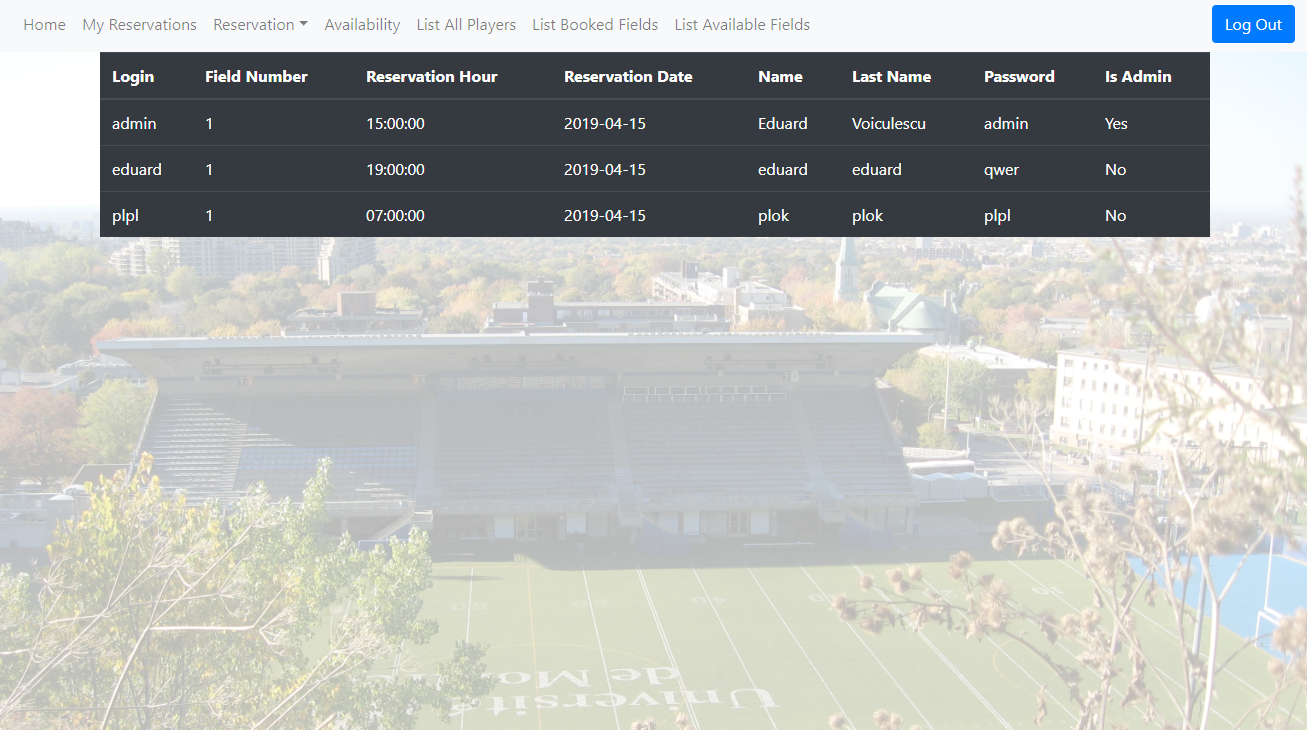 Home My Reservations Reservation Availability List All Players List Booked Fields List Available Fields Log Out
Login Field Number Reservation Hour Reservation Date Name Last Name Password Is Admin
admin 1 15:00:00 2019-04-15 Eduard Voiculescu admin Yes
eduard 1 19:00:00 2019-04-15 eduard eduard qwer No
plpl 1 07:00:00 2019-04-15 plok plok plpl No
de Mo
Universit